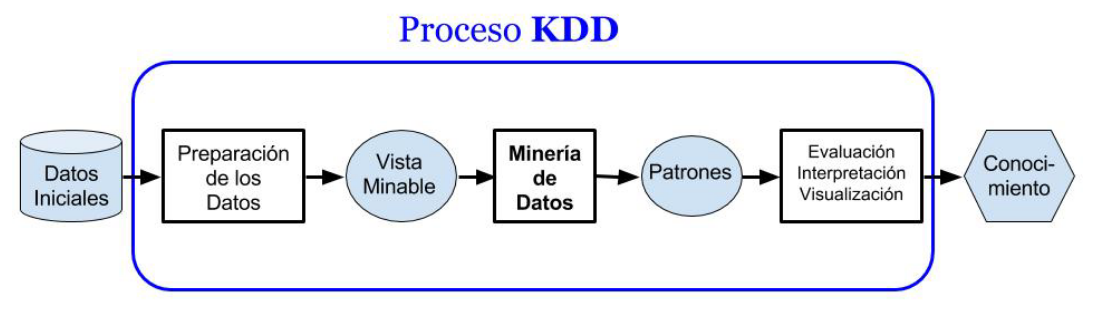 Proceso KDD
Datos
Iniciales
Preparación
de los
Datos
Vista
Minable
Minería
de
Datos
Patrones
Evaluación
Interpretación
Visualización
Conoci-
miento